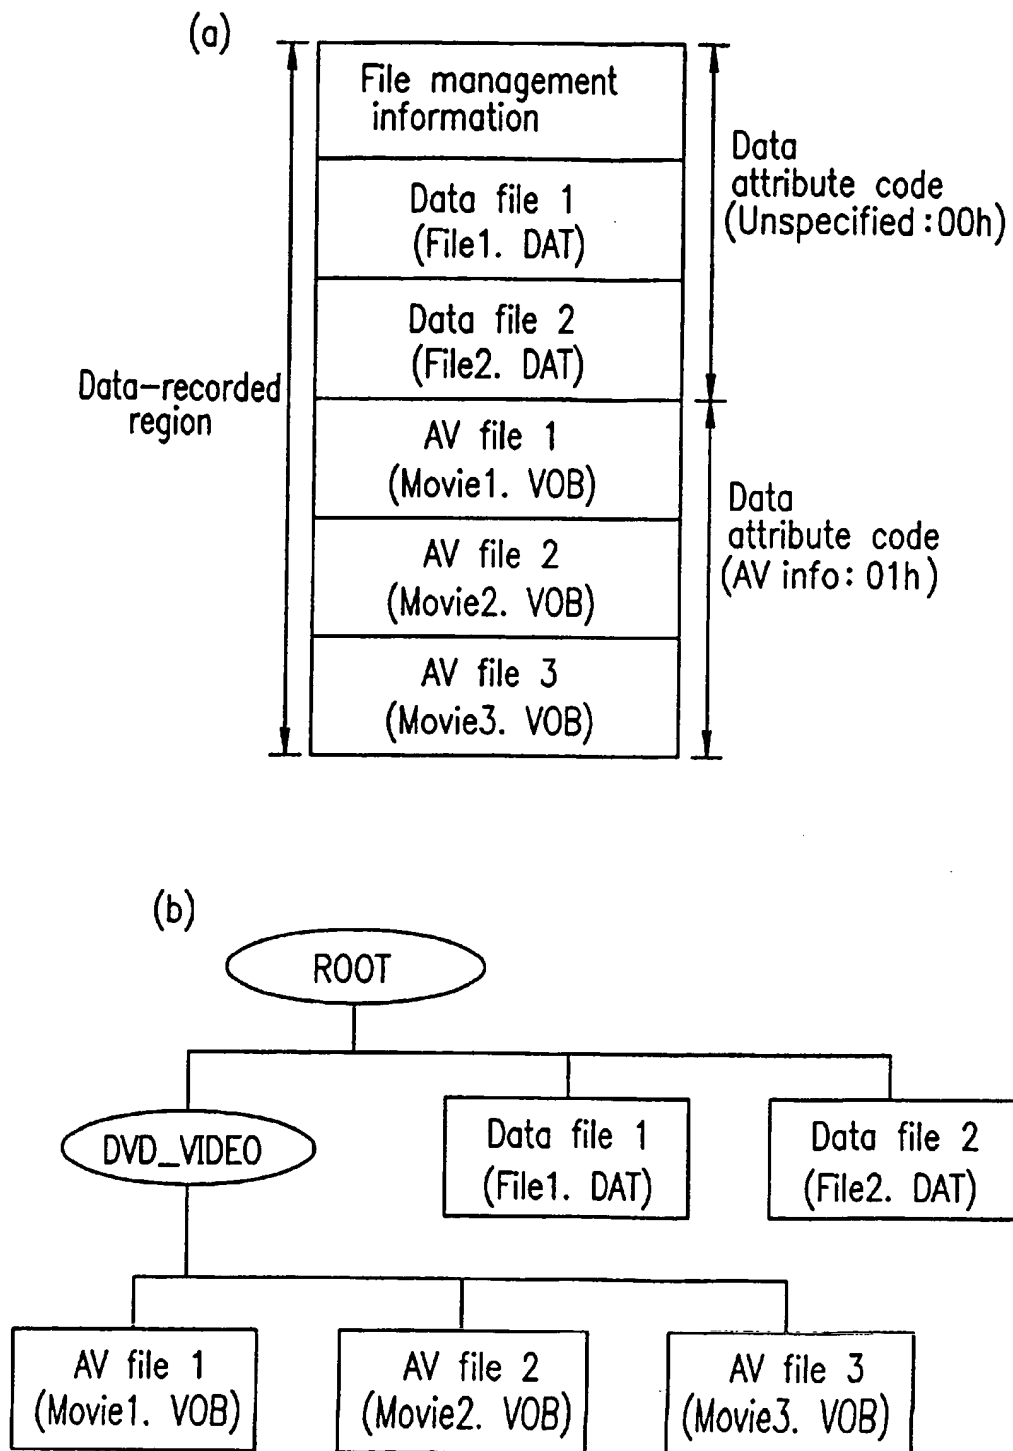 (a)
File management
information
Data file 1
(File1. DAT)
Data file 2
(File2. DAT)
AV file 1
(Movie1. VOB)
AV file 2
(Movie2. VOB)
AV file 3
(Movie3. VOB)
Data-recorded
region
Data
attribute code
(Unspecified:00h)
Data
attribute code
(AV info: 01h)
(b)
ROOT
DVD_VIDEO
Data file 1
(File1. DAT)
Data file 2
(File2. DAT)
AV file 1
(Movie1. VOB)
AV file 2
(Movie2. VOB)
AV file 3
(Movie3. VOB)